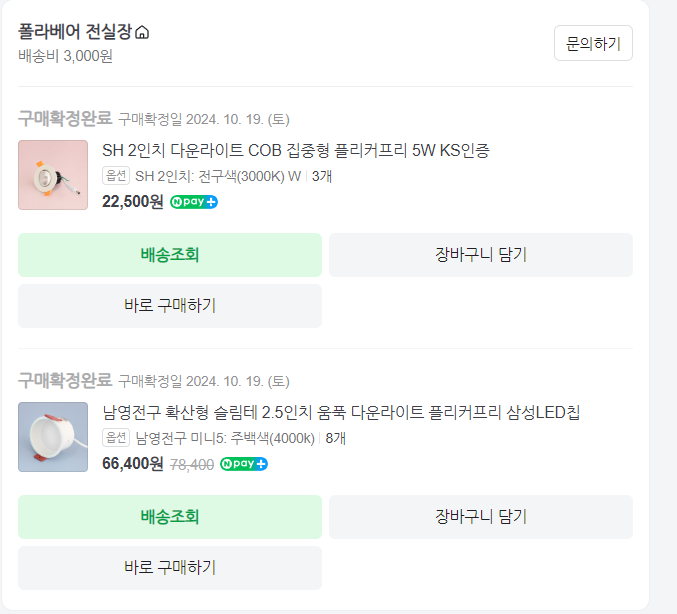 폴라베어 전실장
배송비 3,000원
문의하기
구매확정완료 구매확정일 2024. 10. 19. (토)
SH 2인치 다운라이트 COB 집중형 플리커프리 5W KS인증
옵션 SH 2인치: 전구색(3000K) W 3개
22,500원 N pay +
배송조회
장바구니 담기
바로 구매하기
구매확정완료 구매확정일 2024. 10. 19. (토)
남영전구 확산형 슬림테 2.5인치 움푹 다운라이트 플리커프리 삼성LED칩
옵션 남영전구 미니5: 주백색(4000k) 8개
66,400원 78,400 N pay +
배송조회
장바구니 담기
바로 구매하기